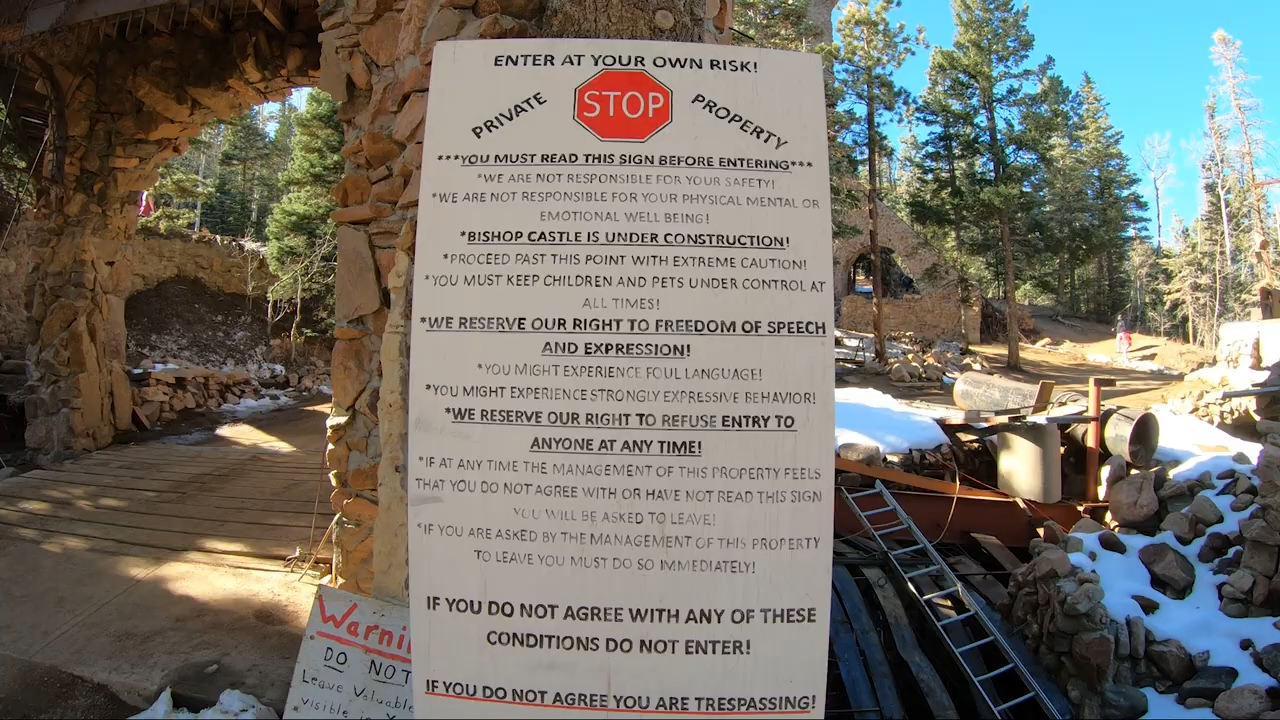 ENTER AT YOUR OWN RISK!
PRIVATE STOP PROPERTY
***YOU MUST READ THIS SIGN BEFORE ENTERING***
*WE ARE NOT RESPONSIBLE FOR YOUR SAFETY!
*WE ARE NOT RESPONSIBLE FOR YOUR PHYSICAL MENTAL OR
EMOTIONAL WELL BEING!
*BISHOP CASTLE IS UNDER CONSTRUCTION!
*PROCEED PAST THIS POINT WITH EXTREME CAUTION!
*YOU MUST KEEP CHILDREN AND PETS UNDER CONTROL AT
ALL TIMES!
*WE RESERVE OUR RIGHT TO FREEDOM OF SPEECH
AND EXPRESSION!
*YOU MIGHT EXPERIENCE FOUL LANGUAGE!
*YOU MIGHT EXPERIENCE STRONGLY EXPRESSIVE BEHAVIOR!
*WE RESERVE OUR RIGHT TO REFUSE ENTRY TO
ANYONE AT ANY TIME!
*IF AT ANY TIME THE MANAGEMENT OF THIS PROPERTY FEELS
THAT YOU DO NOT AGREE WITH OR HAVE NOT READ THIS SIGN
YOU WILL BE ASKED TO LEAVE!
*IF YOU ARE ASKED BY THE MANAGEMENT OF THIS PROPERTY
TO LEAVE YOU MUST DO SO IMMEDIATELY!
IF YOU DO NOT AGREE WITH ANY OF THESE
CONDITIONS DO NOT ENTER!
IF YOU DO NOT AGREE YOU ARE TRESPASSING!
Warni
DO NOT
Leave Valuable
visible